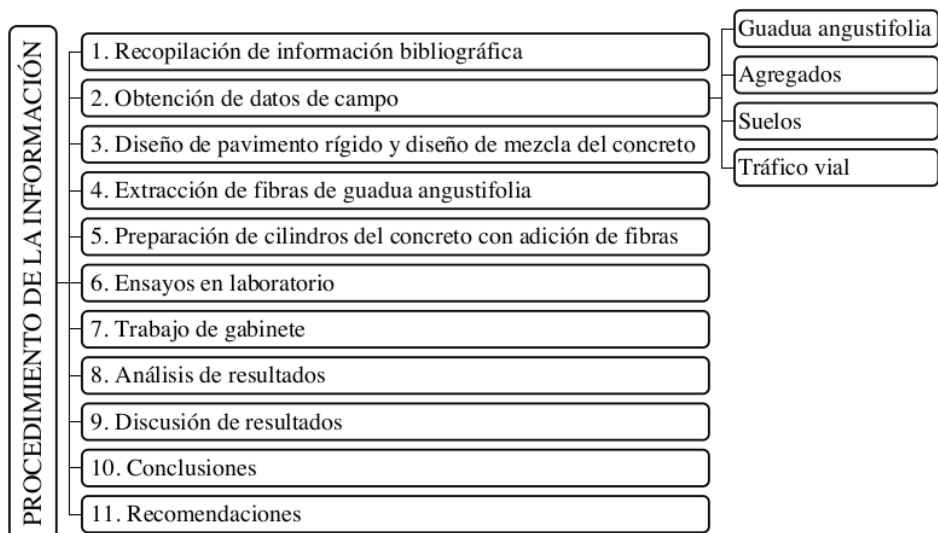 PROCEDIMIENTO DE LA INFORMACIÓN
1. Recopilación de información bibliográfica
2. Obtención de datos de campo
Guadua angustifolia
Agregados
Suelos
Tráfico vial
3. Diseño de pavimento rígido y diseño de mezcla del concreto
4. Extracción de fibras de guadua angustifolia
5. Preparación de cilindros del concreto con adición de fibras
6. Ensayos en laboratorio
7. Trabajo de gabinete
8. Análisis de resultados
9. Discusión de resultados
10. Conclusiones
11. Recomendaciones